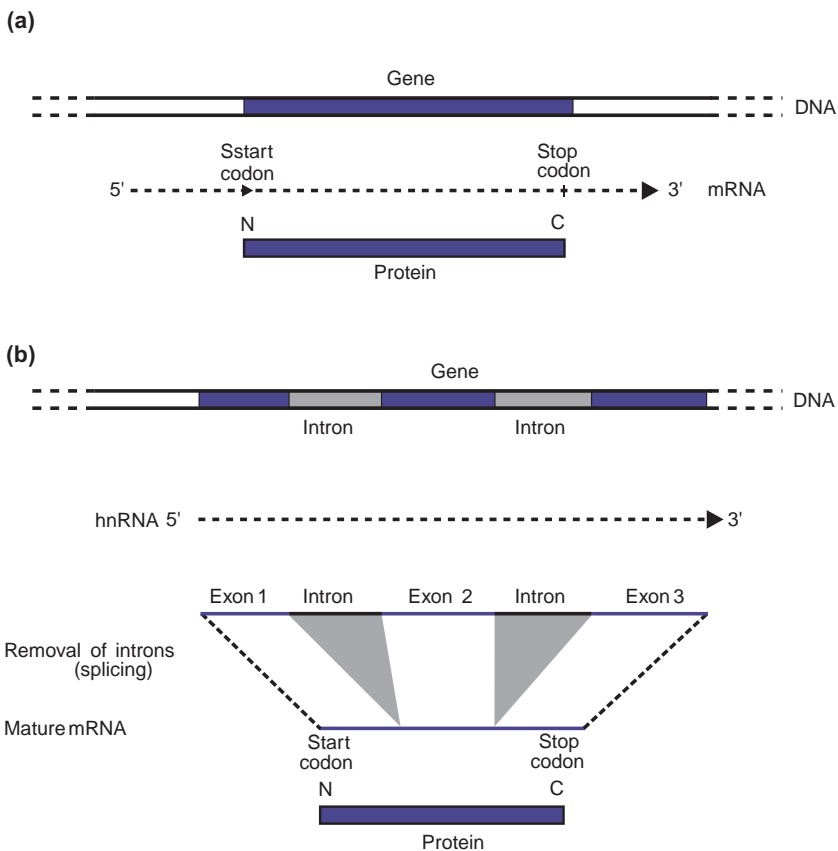 (a)
Gene
DNA
Sstart
codon
Stop
codon
5'
3'
mRNA
N
C
Protein
(b)
Gene
DNA
Intron
Intron
hnRNA 5'
3'
Exon 1
Intron
Exon 2
Intron
Exon 3
Removal of introns
(splicing)
Mature mRNA
Start
codon
Stop
codon
N
C
Protein